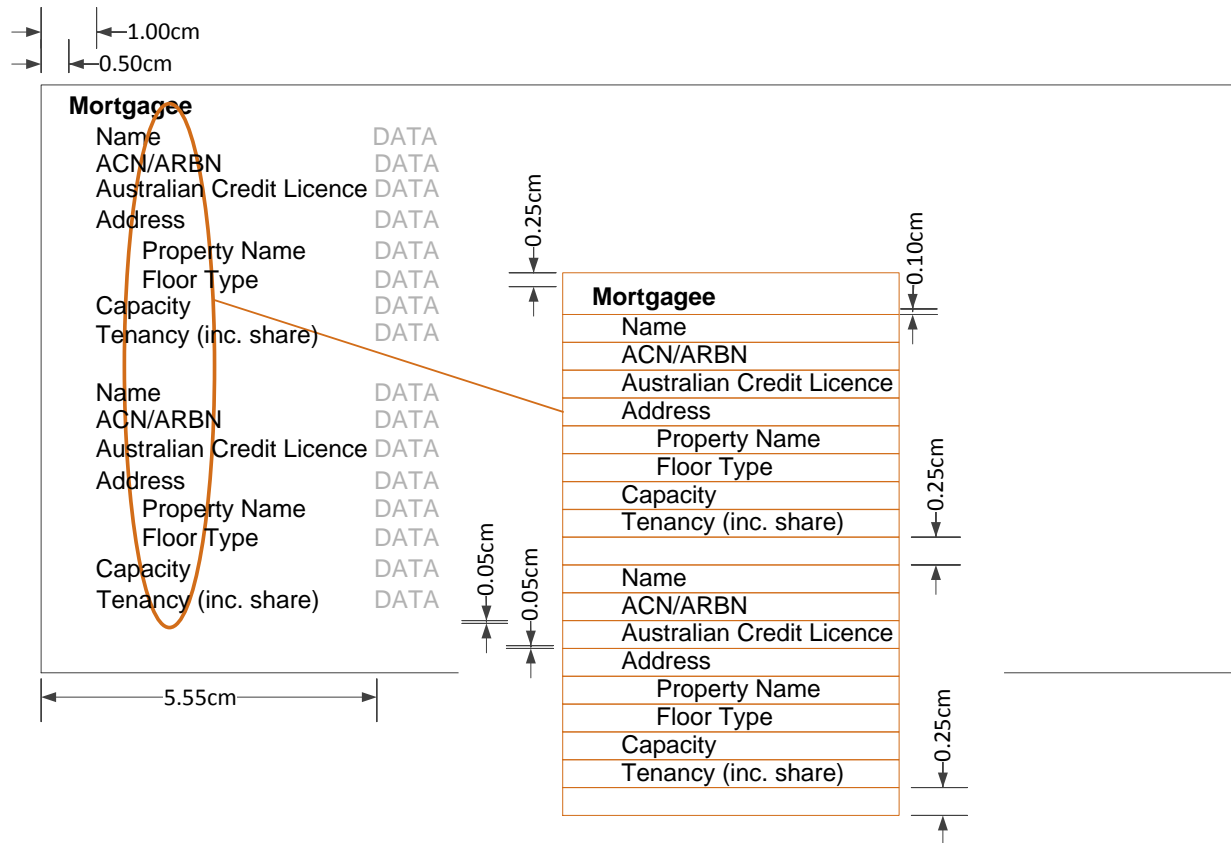 1.00cm
0.50cm
Mortgagee
Name DATA
ACN/ARBN DATA
Australian Credit Licence DATA
Address DATA
Property Name DATA
Floor Type DATA
Capacity DATA
Tenancy (inc. share) DATA
Name DATA
ACN/ARBN DATA
Australian Credit Licence DATA
Address DATA
Property Name DATA
Floor Type DATA
Capacity DATA
Tenancy (inc. share) DATA
5.55cm
0.25cm
0.10cm
Mortgagee
Name
ACN/ARBN
Australian Credit Licence
Address
Property Name
Floor Type
Capacity
Tenancy (inc. share)
0.25cm
0.05cm
0.05cm
Name
ACN/ARBN
Australian Credit Licence
Address
Property Name
Floor Type
Capacity
Tenancy (inc. share)
0.25cm